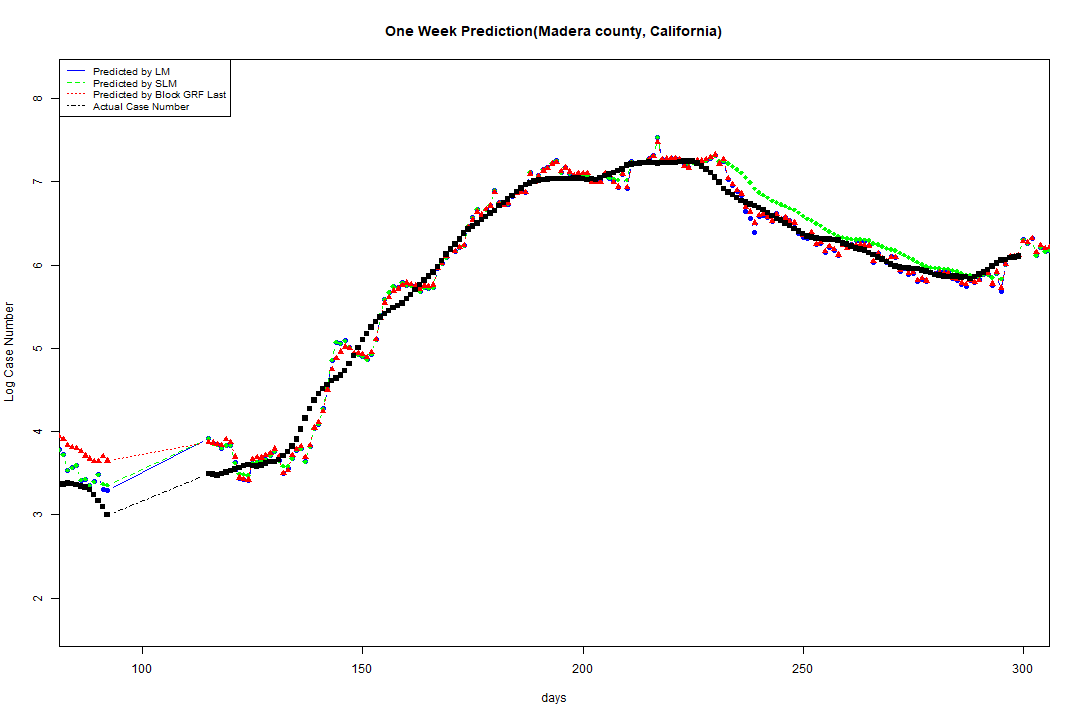 One Week Prediction(Madera county, California)
Predicted by LM
Predicted by SLM
Predicted by Block GRF Last
Actual Case Number
8
7
6
5
4
3
2
Log Case Number
100 150 200 250 300
days